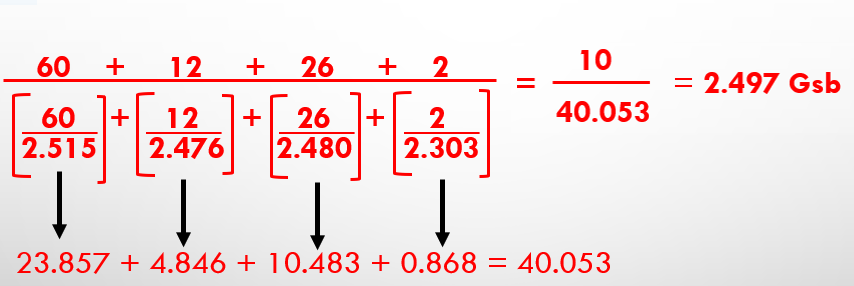 60 + 12 + 26 + 2
[60/2.515] + [12/2.476] + [26/2.480] + [2/2.303] = 10/40.053 = 2.497 Gsb
23.857 + 4.846 + 10.483 + 0.868 = 40.053